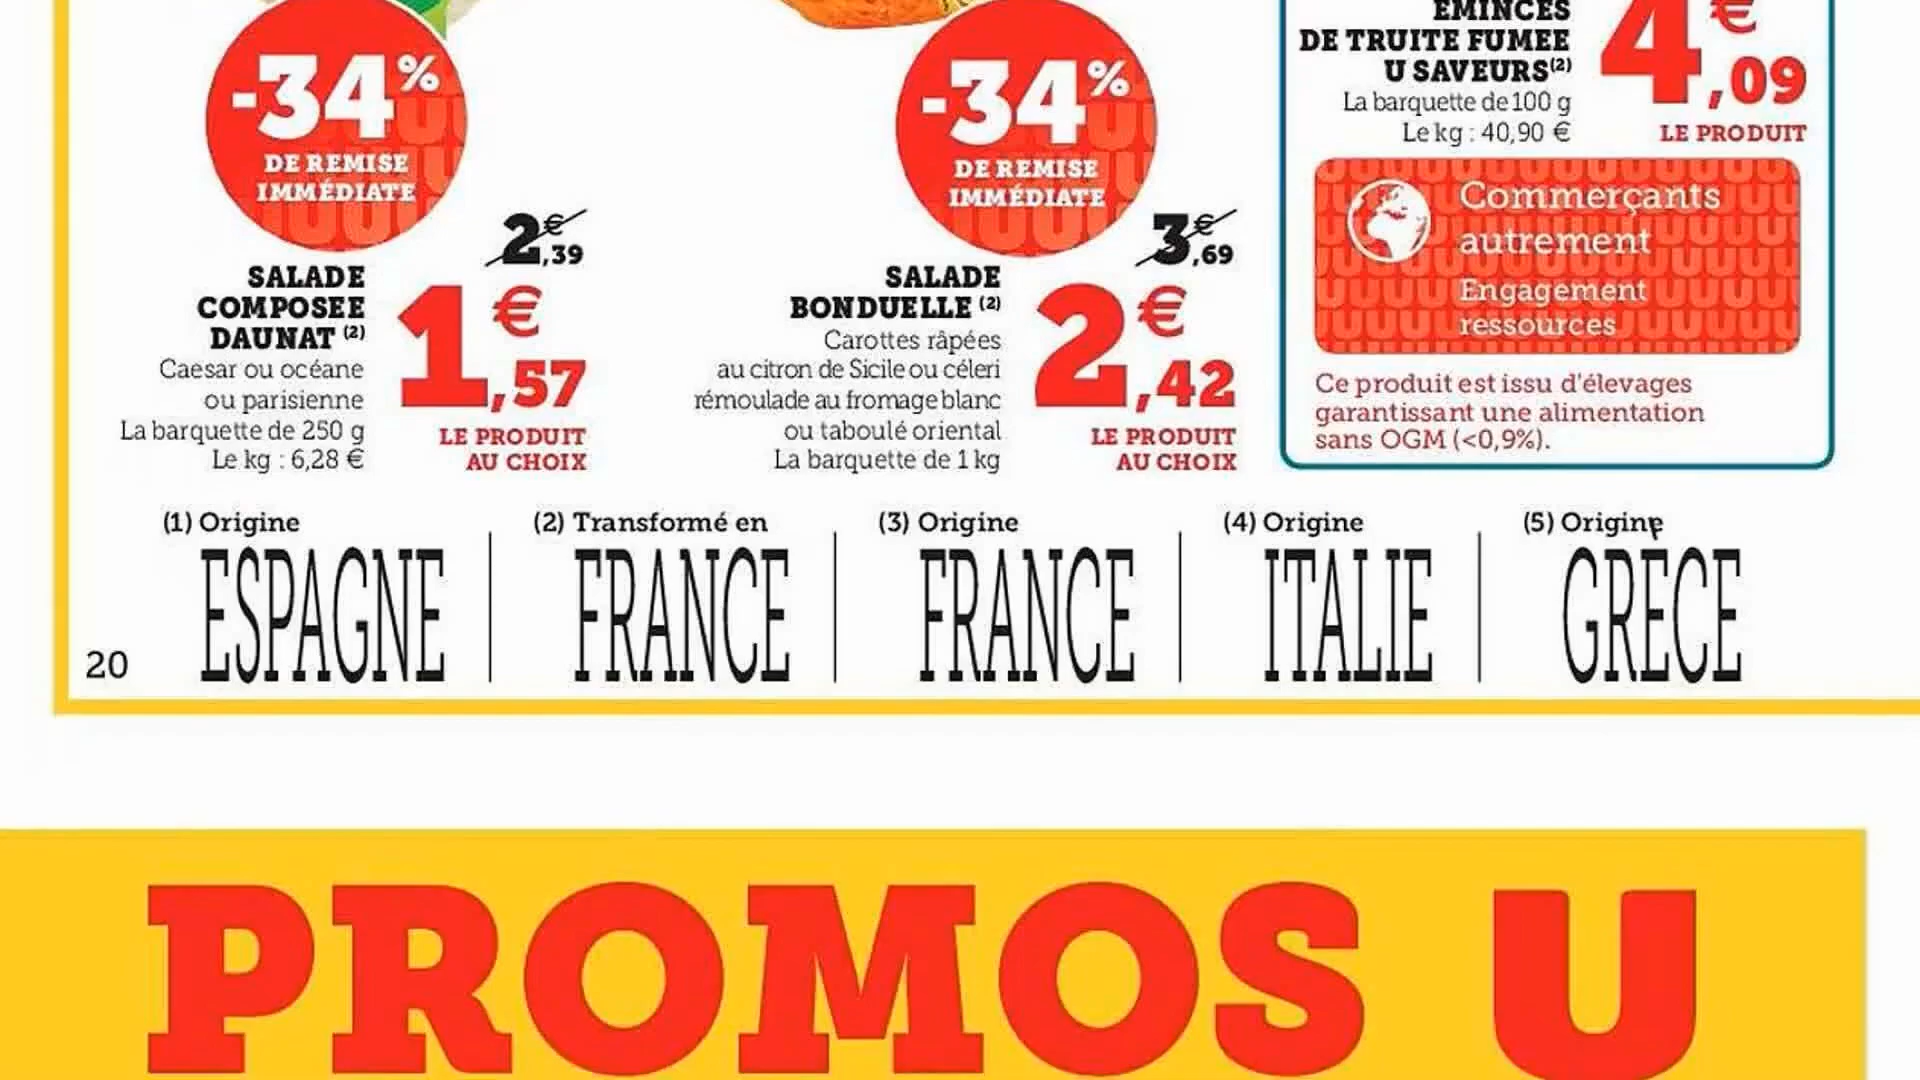 -34%
DE REMISE
IMMÉDIATE
2€,39
SALADE
COMPOSEE
DAUNAT (2)
Caesar ou océane
ou parisienne
La barquette de 250 g
Le kg : 6,28 €
1€,57
LE PRODUIT
AU CHOIX
-34%
DE REMISE
IMMÉDIATE
3€,69
SALADE
BONDUELLE (2)
Carottes râpées
au citron de Sicile ou céleri
rémoulade au fromage blanc
ou taboulé oriental
La barquette de 1 kg
2€,42
LE PRODUIT
AU CHOIX
EMINCES
DE TRUITE FUMEE
U SAVEURS(2)
La barquette de 100 g
Le kg : 40,90 €
4€,09
LE PRODUIT
Commerçants
autrement
Engagement
ressources
Ce produit est issu d'élevages
garantissant une alimentation
sans OGM (<0,9%).
(1) Origine
ESPAGNE
(2) Transformé en
FRANCE
(3) Origine
FRANCE
(4) Origine
ITALIE
(5) Origine
GRECE
20
PROMOS U